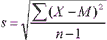 s = √(∑(X − M)² / (n − 1))